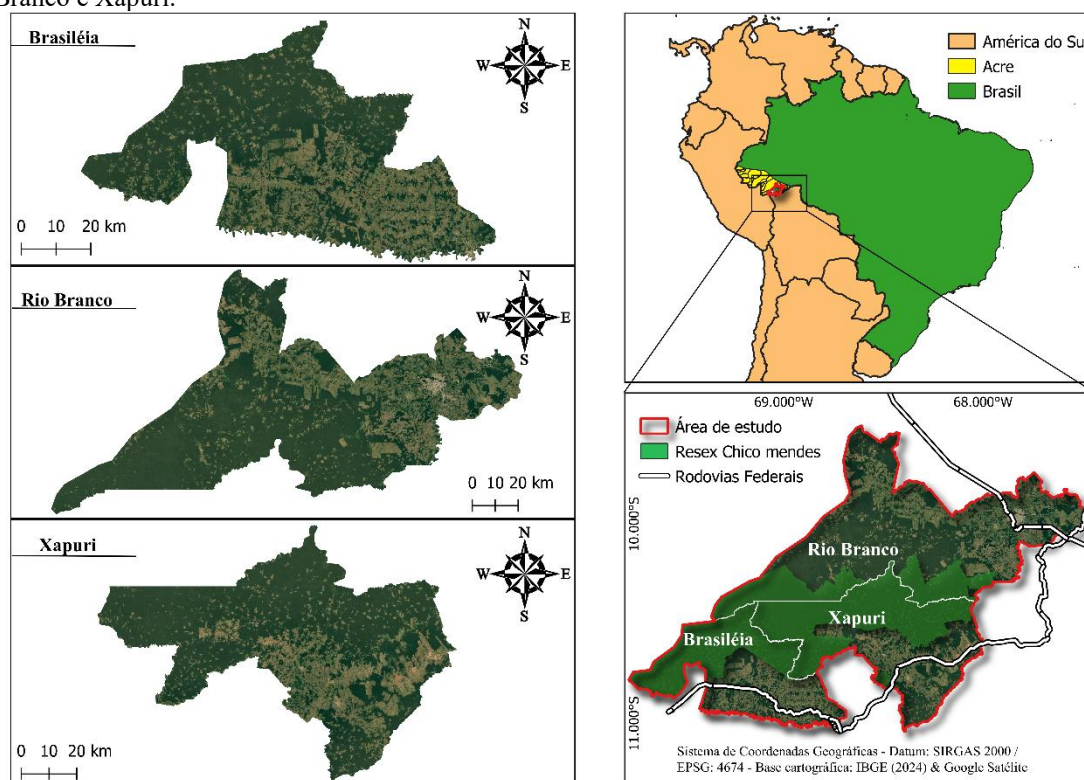 Branco e Xapuri.
Brasiléia
N
W E
S
0 10 20 km
Rio Branco
N
W E
S
0 10 20 km
Xapuri
N
W E
S
0 10 20 km
América do Su
Acre
Brasil
69.000°W 68.000°W
Área de estudo
Resex Chico mendes
Rodovias Federais
10.000°S
11.000°S
Rio Branco
Xapuri
Brasiléia
Sistema de Coordenadas Geográficas - Datum: SIRGAS 2000 /
EPSG: 4674 - Base cartográfica: IBGE (2024) & Google Satélite